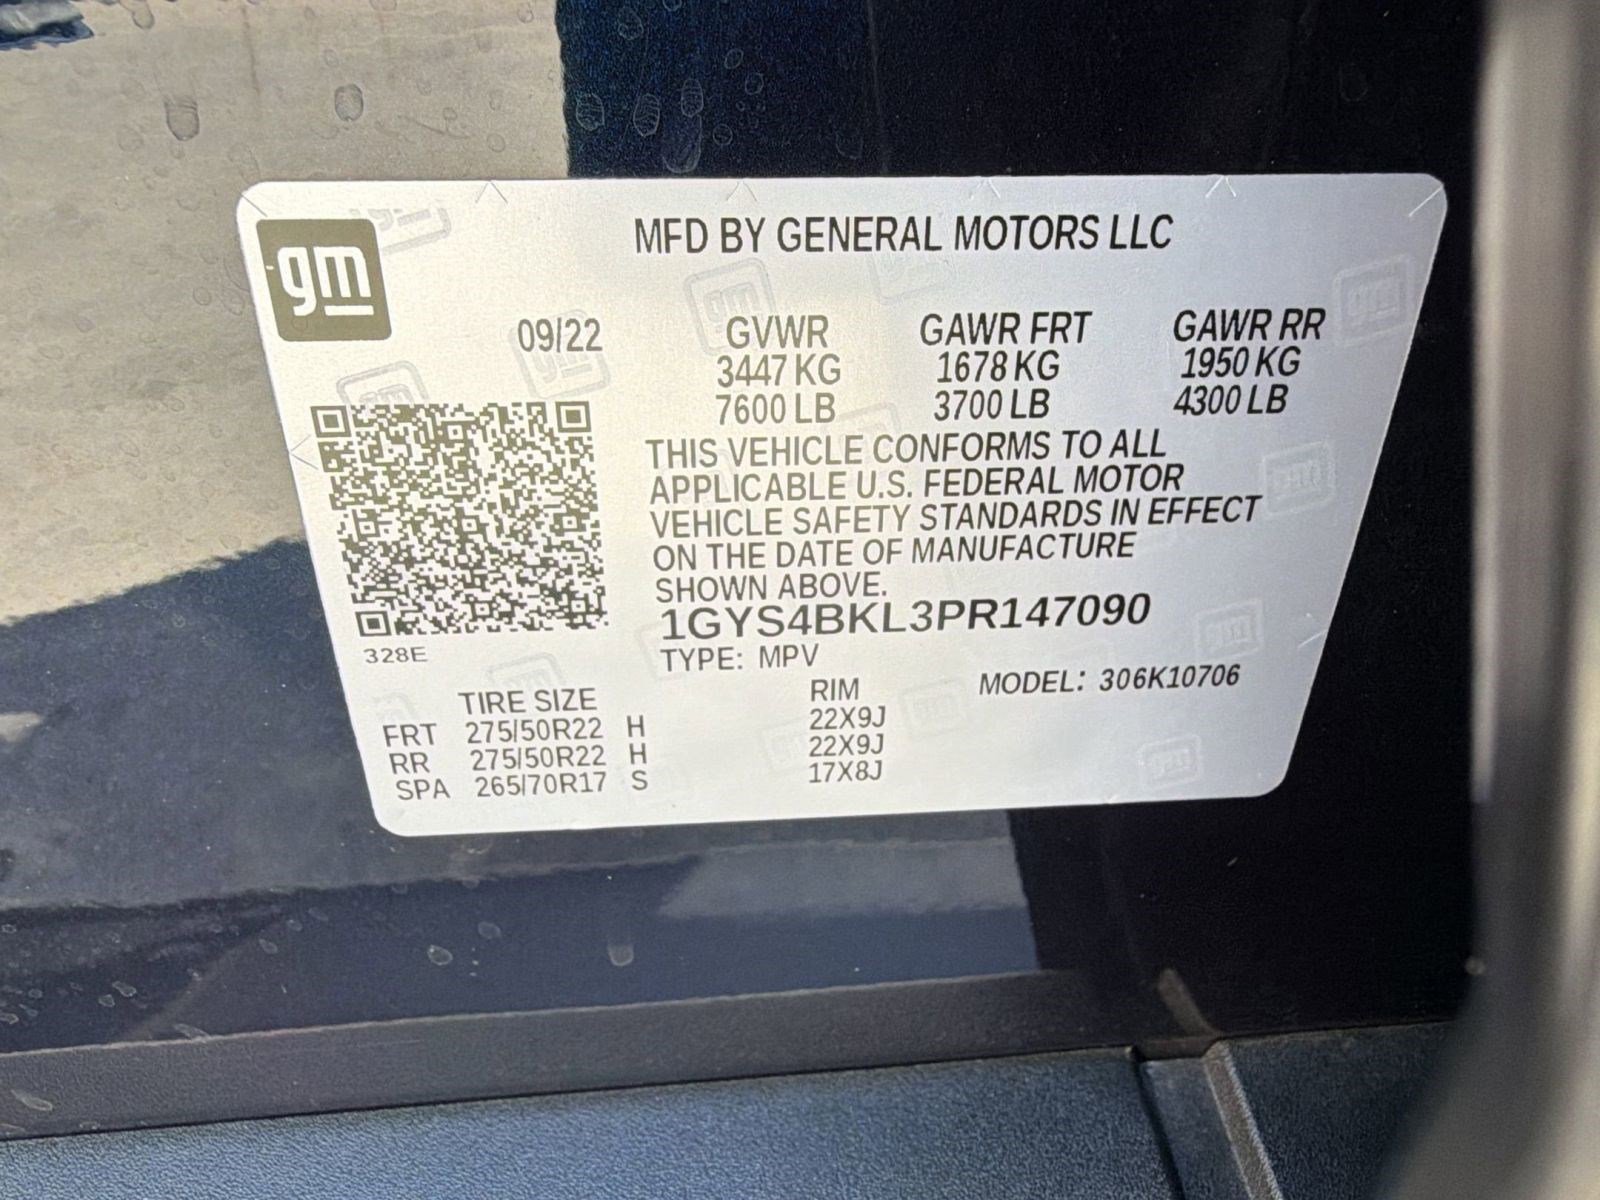 gm
MFD BY GENERAL MOTORS LLC
09/22 GVWR GAWR FRT GAWR RR
3447 KG 1678 KG 1950 KG
7600 LB 3700 LB 4300 LB
THIS VEHICLE CONFORMS TO ALL
APPLICABLE U.S. FEDERAL MOTOR
VEHICLE SAFETY STANDARDS IN EFFECT
ON THE DATE OF MANUFACTURE
SHOWN ABOVE.
1GYS4BKL3PR147090
328E
TYPE: MPV
MODEL: 306K10706
TIRE SIZE RIM
FRT 275/50R22 H 22X9J
RR 275/50R22 H 22X9J
SPA 265/70R17 S 17X8J